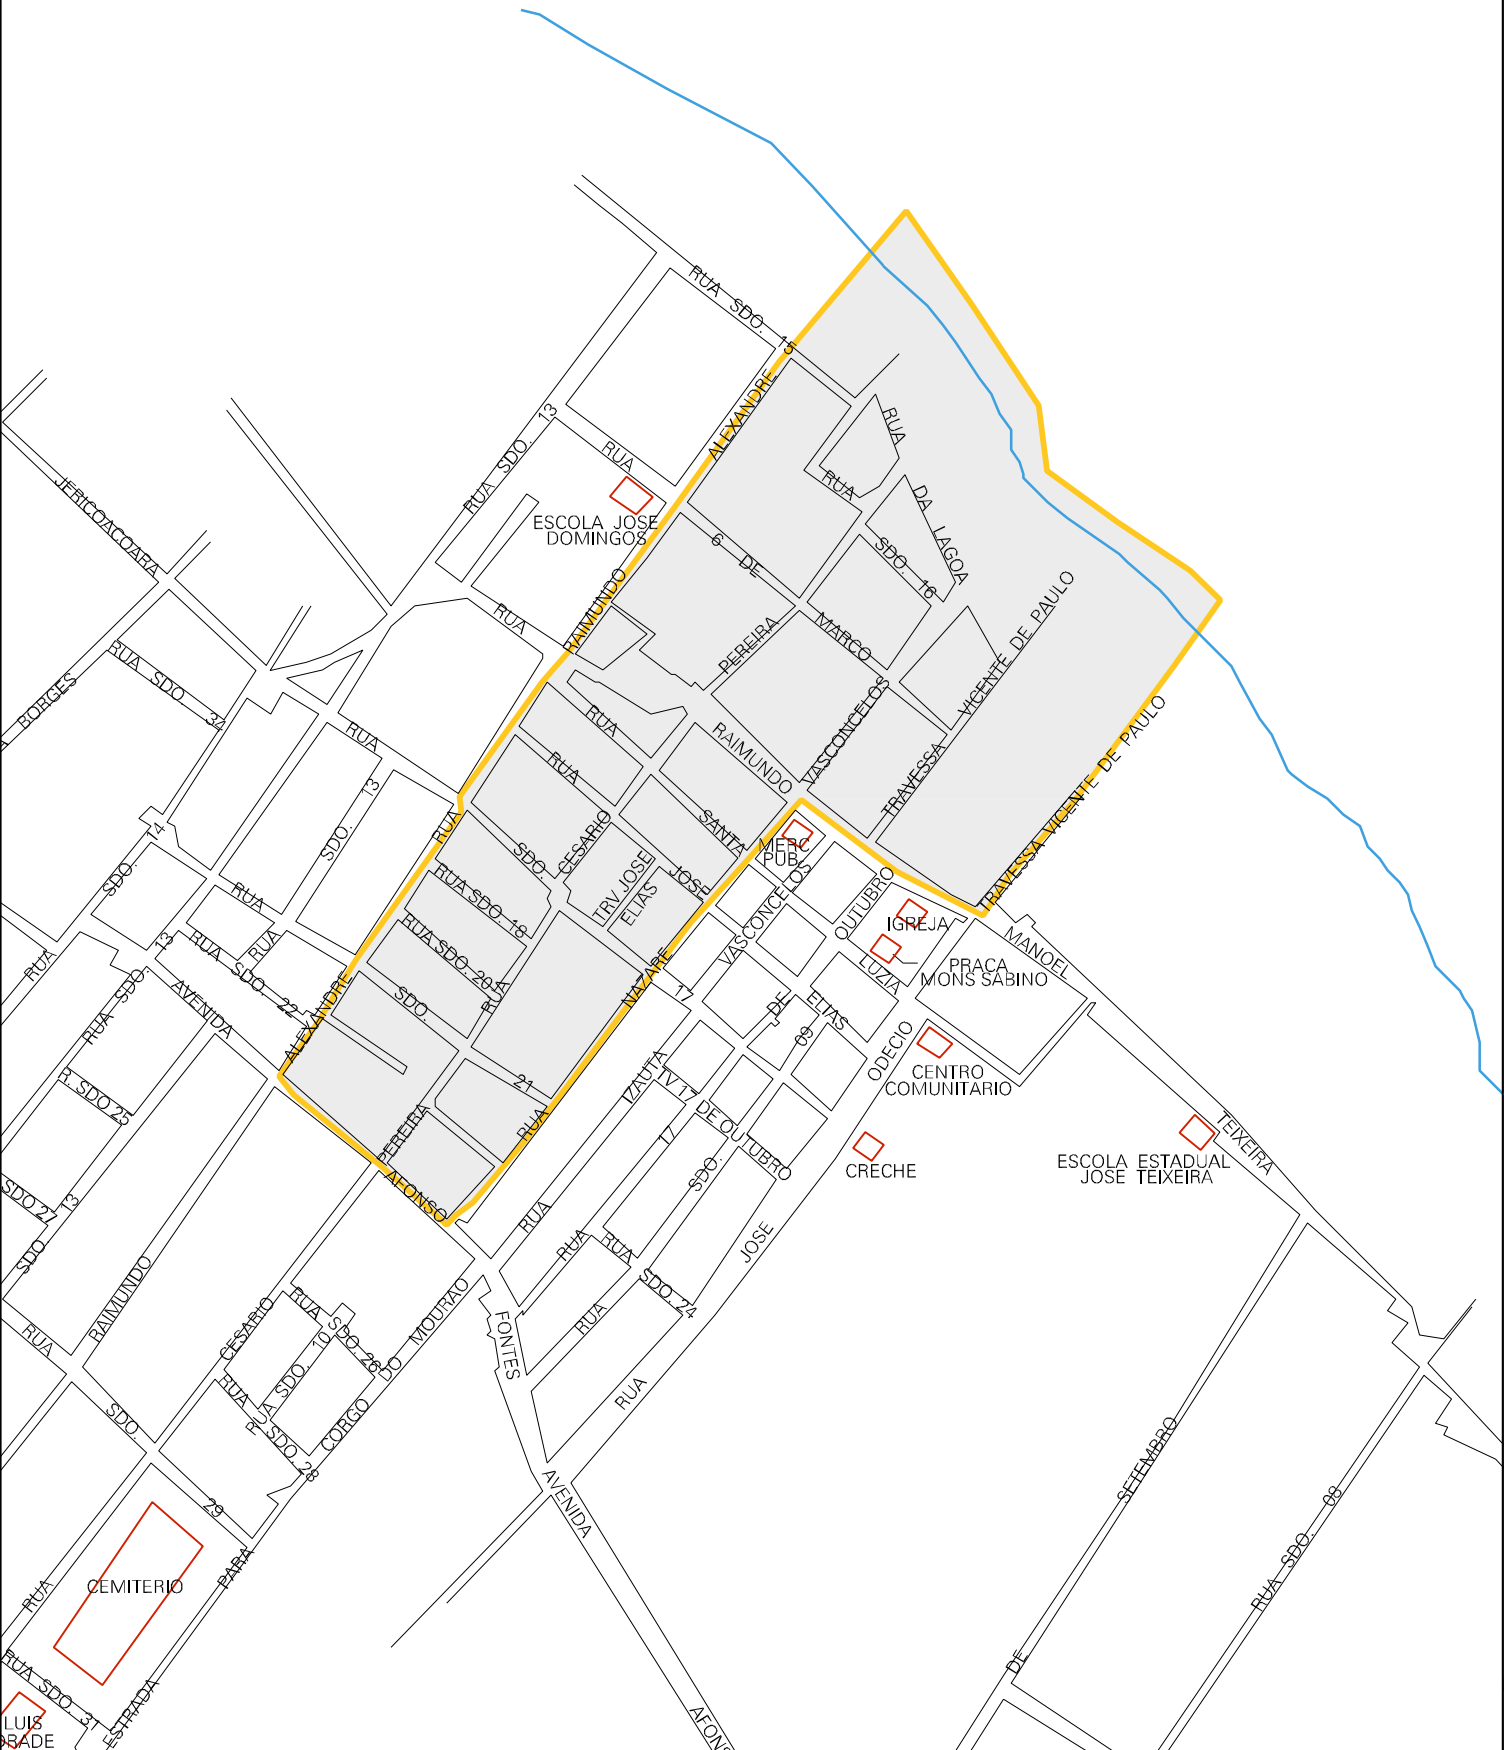 RUA SDO. 15
ALEXANDRE
RUA SDO. 13
RUA
RUA
RUA
DA LAGOA
ESCOLA JOSE
DOMINGOS
JERICOACOARA
6 DE
SDO. 16
RAIMUNDO
RUA
PEREIRA
MARCO
VICENTE DE PAULO
RUA SDO. 34
BORGES
RUA
RUA
RAIMUNDO
VASCONCELOS
TRAVESSA
TRAVESSA VICENTE DE PAULO
RUA
SDO. 13
RUA
SDO.
CESARIO
SANTA
MERC
PUB.
SDO. 14
RUA
TRV JOSE
ELIAS
JOSE
RUA SDO. 18
VASCONCELOS
OUTUBRO
IGREJA
MANOEL
RUA
RUA
13
RUA SDO. 22
RUA SDO. 20
NAZARE
LUZIA
PRACA
MONS SABINO
RUA SDO.
AVENIDA
ALEXANDRE
SDO.
RUA
17
DE
ELIAS
09
ODECIO
CENTRO
COMUNITARIO
R. SDO 25
21
IZAUTA
TV 17
DE OUTUBRO
17
RUA
PEREIRA
TEIXEIRA
CRECHE
ESCOLA ESTADUAL
JOSE TEIXEIRA
SDO 27
13
SDO
AFONSO
RUA
SDO.
RUA
RUA
SDO. 24
JOSE
RAIMUNDO
RUA
CESARIO
RUA SDO. 26
RUA SDO. 10
DO MOURAO
FONTES
RUA
RUA
RUA SDO. 28
CORGO
SDO.
29
AVENIDA
SETEMBRO
RUA SDO. 08
CEMITERIO
RUA
PARA
DE
RUA SDO. 31
ESTRADA
LUIS
AFONS